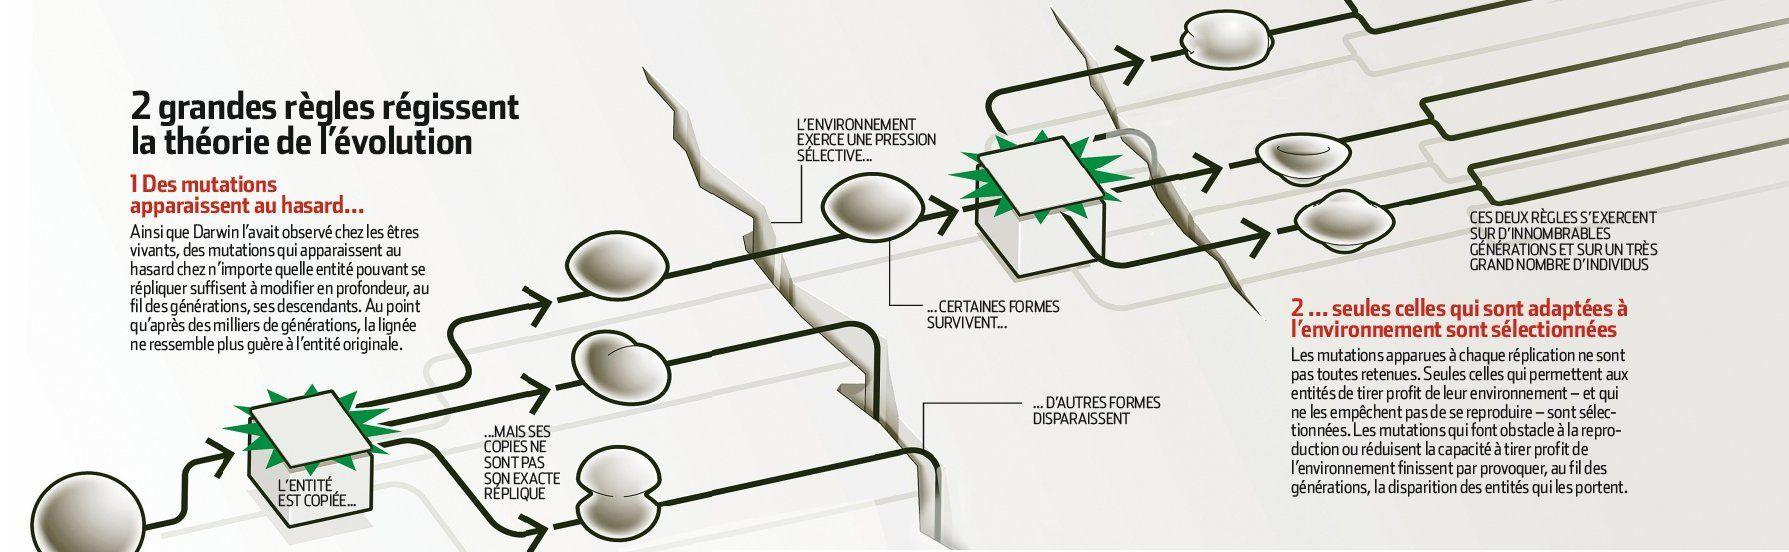 2 grandes règles régissent
la théorie de l'évolution
1 Des mutations
apparaissent au hasard...
Ainsi que Darwin l'avait observé chez les êtres
vivants, des mutations qui apparaissent au
hasard chez n'importe quelle entité pouvant se
répliquer suffisent à modifier en profondeur, au
fil des générations, ses descendants. Au point
qu'après des milliers de générations, la lignée
ne ressemble plus guère à l'entité originale.
L'ENTITÉ
EST COPIÉE...
...MAIS SES
COPIES NE
SONT PAS
SON EXACTE
RÉPLIQUE
L'ENVIRONNEMENT
EXERCE UNE PRESSION
SÉLECTIVE...
...CERTAINES FORMES
SURVIVENT...
... D'AUTRES FORMES
DISPARAISSENT
CES DEUX RÈGLES S'EXERCENT
SUR D'INNOMBRABLES
GÉNÉRATIONS ET SUR UN TRÈS
GRAND NOMBRE D'INDIVIDUS
2 ... seules celles qui sont adaptées à
l'environnement sont sélectionnées
Les mutations apparues à chaque réplication ne sont
pas toutes retenues. Seules celles qui permettent aux
entités de tirer profit de leur environnement – et qui
ne les empêchent pas de se reproduire – sont sélec-
tionnées. Les mutations qui font obstacle à la repro-
duction ou réduisent la capacité à tirer profit de
l'environnement finissent par provoquer, au fil des
générations, la disparition des entités qui les portent.